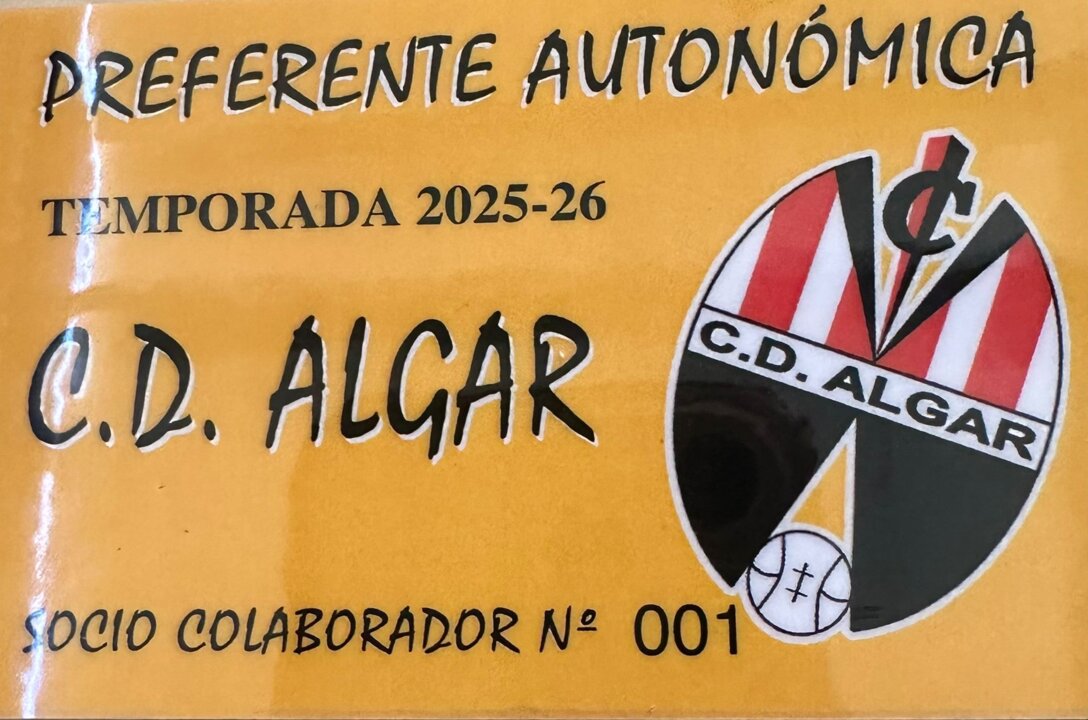 PREFERENTE AUTONÓMICA
TEMPORADA 2025-26
C.D. ALGAR
C
C.D. ALGAR
SOCIO COLABORADOR Nº 001